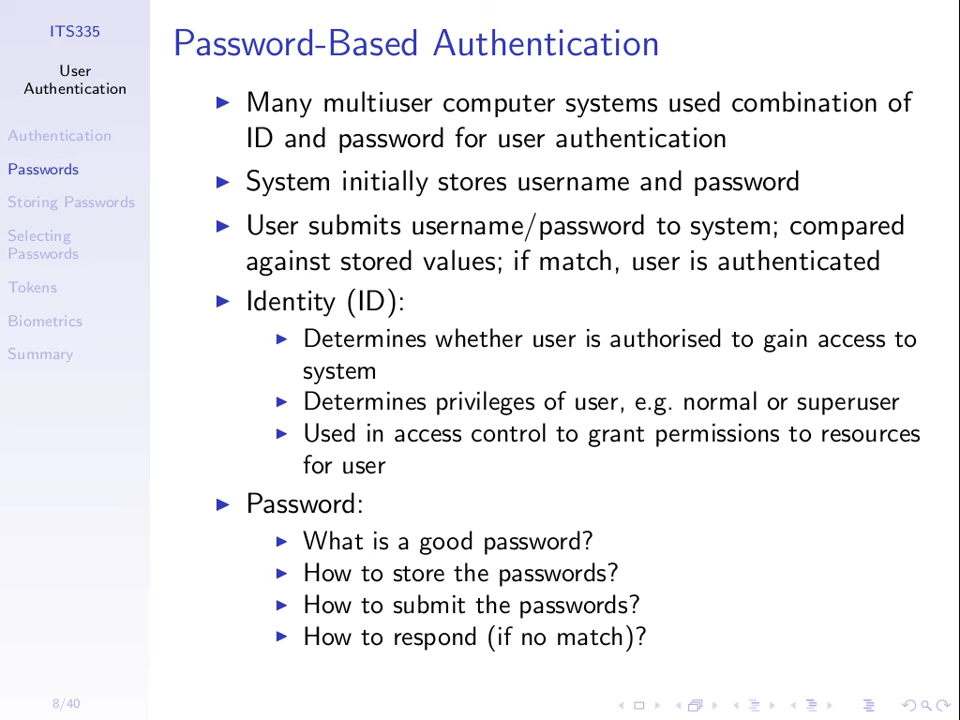 ITS335
User
Authentication
Authentication
Passwords
Storing Passwords
Selecting
Passwords
Tokens
Biometrics
Summary
8/40
Password-Based Authentication
Many multiuser computer systems used combination of
ID and password for user authentication
System initially stores username and password
User submits username/password to system; compared
against stored values; if match, user is authenticated
Identity (ID):
Determines whether user is authorised to gain access to
system
Determines privileges of user, e.g. normal or superuser
Used in access control to grant permissions to resources
for user
Password:
What is a good password?
How to store the passwords?
How to submit the passwords?
How to respond (if no match)?